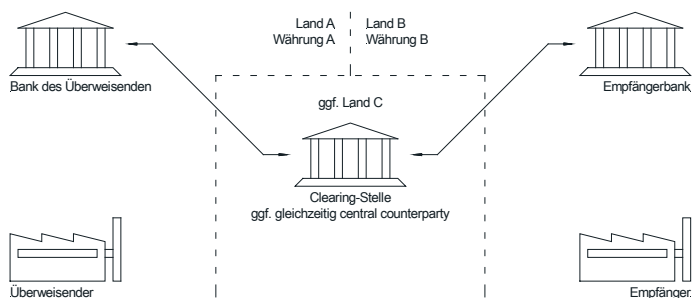 Land A
Währung A
Land B
Währung B
Bank des Überweisenden
Empfängerbank
ggf. Land C
Clearing-Stelle
ggf. gleichzeitig central counterparty
Überweisender
Empfänger